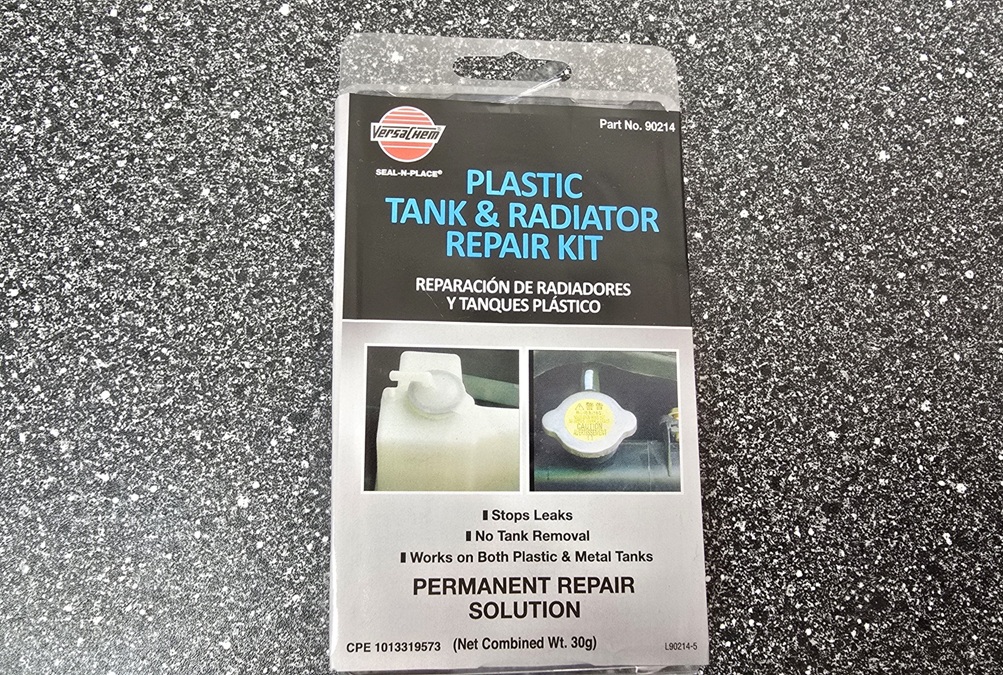 VersaChem
Part No. 90214
SEAL-N-PLACE®
PLASTIC
TANK & RADIATOR
REPAIR KIT
REPARACIÓN DE RADIADORES
Y TANQUES PLÁSTICO
CAUTION
Stops Leaks
No Tank Removal
Works on Both Plastic & Metal Tanks
PERMANENT REPAIR
SOLUTION
CPE 1013319573 (Net Combined Wt. 30g)
L90214-5